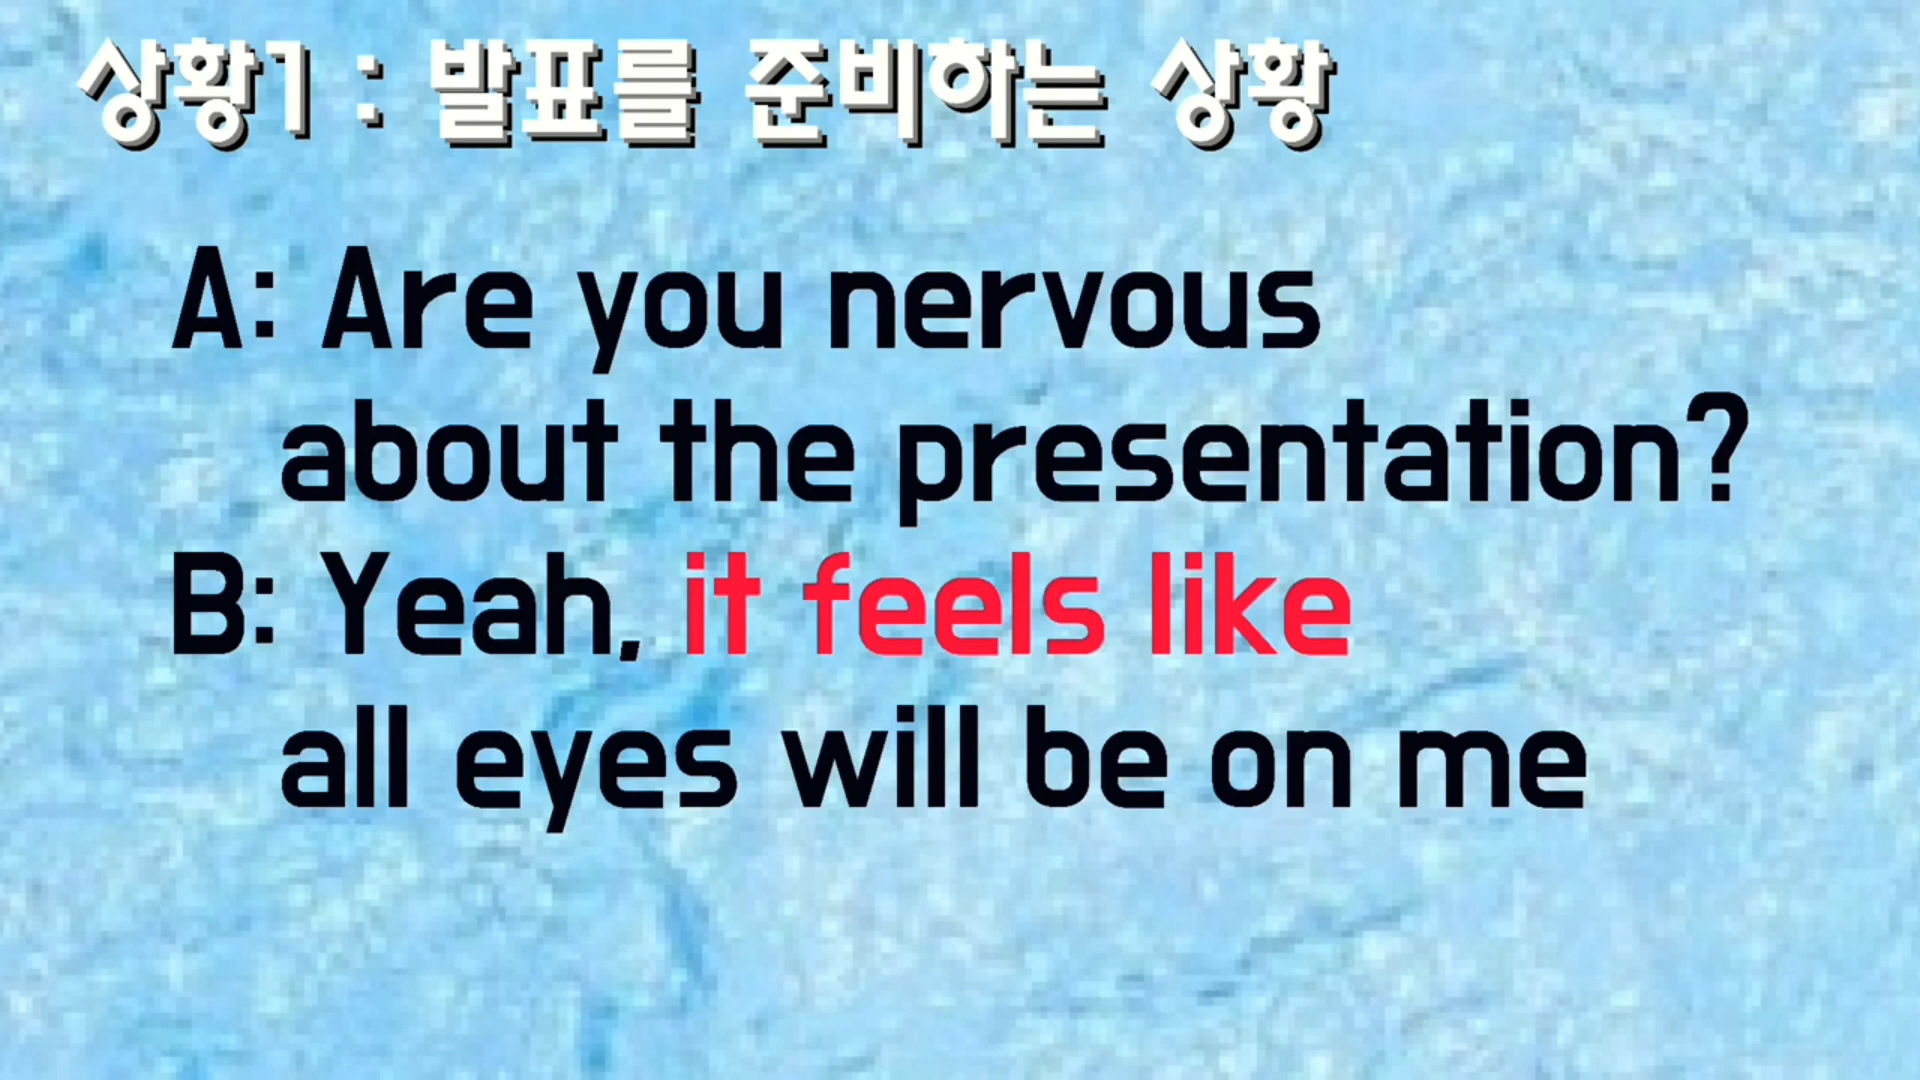 상황1 : 발표를 준비하는 상황
A: Are you nervous
about the presentation?
B: Yeah, it feels like
all eyes will be on me